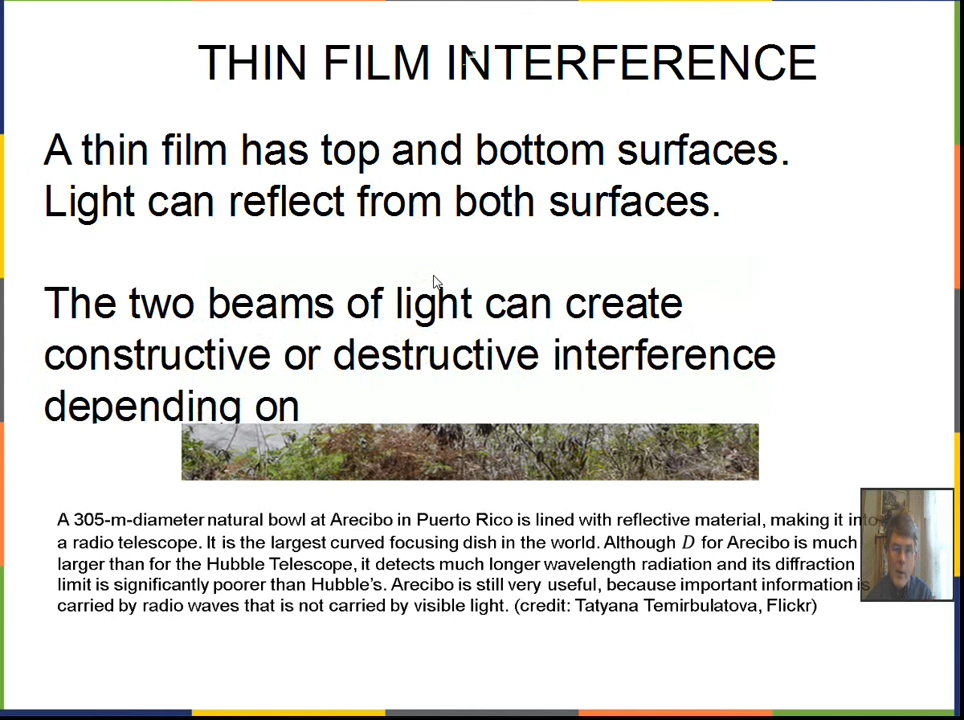 THIN FILM INTERFERENCE
A thin film has top and bottom surfaces.
Light can reflect from both surfaces.
The two beams of light can create
constructive or destructive interference
depending on
A 305-m-diameter natural bowl at Arecibo in Puerto Rico is lined with reflective material, making it into
a radio telescope. It is the largest curved focusing dish in the world. Although D for Arecibo is much
larger than for the Hubble Telescope, it detects much longer wavelength radiation and its diffraction
limit is significantly poorer than Hubble's. Arecibo is still very useful, because important information is
carried by radio waves that is not carried by visible light. (credit: Tatyana Temirbulatova, Flickr)